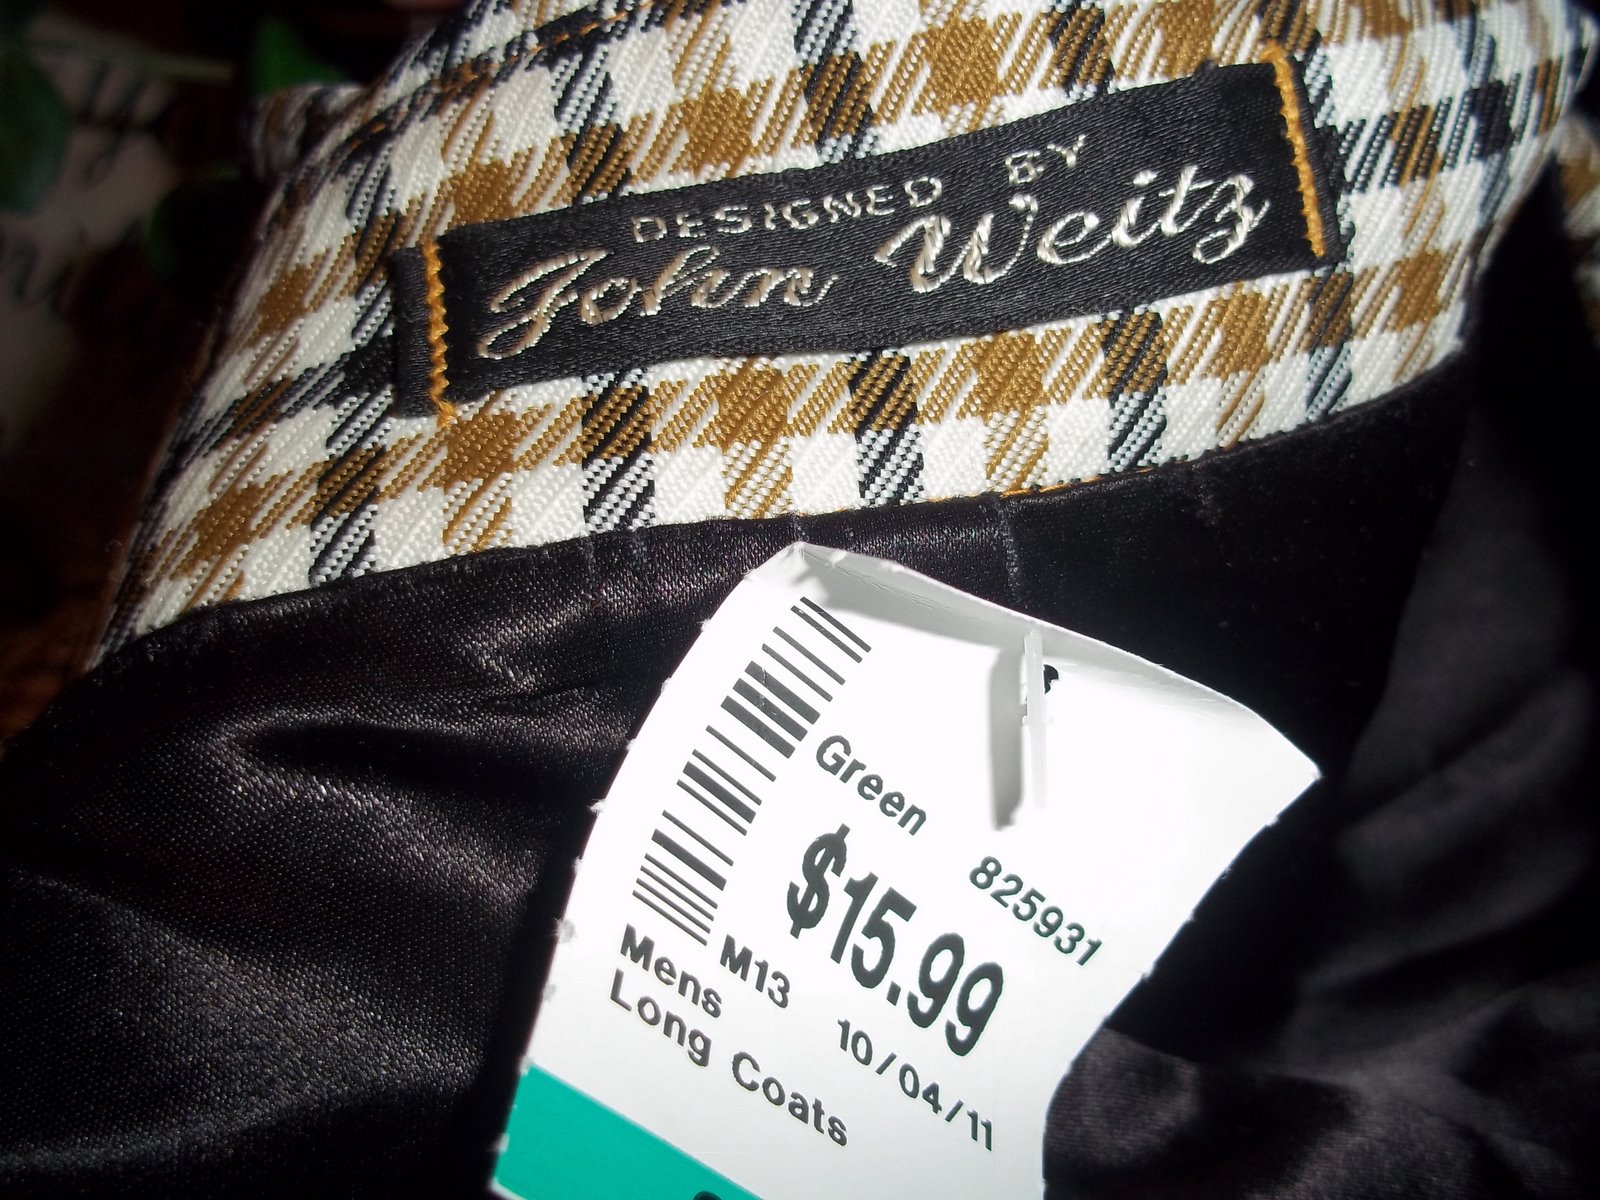 DESIGNED BY
John Weitz
Green
825931
$15.99
M13
10/04/11
Mens
Long Coats